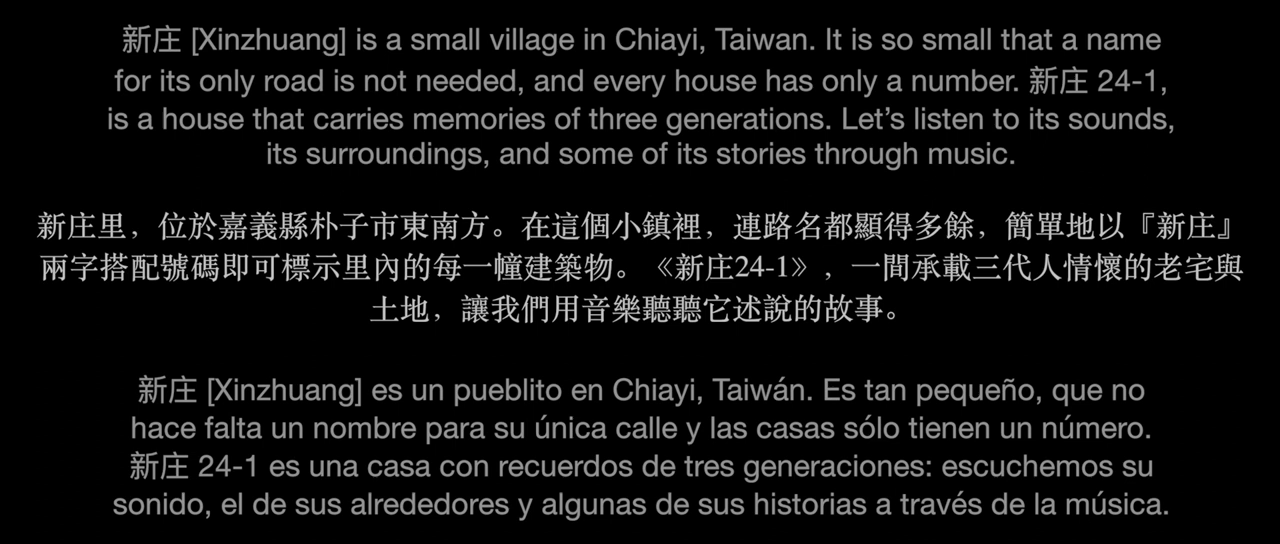 新庄 [Xinzhuang] is a small village in Chiayi, Taiwan. It is so small that a name
for its only road is not needed, and every house has only a number. 新庄 24-1,
is a house that carries memories of three generations. Let’s listen to its sounds,
its surroundings, and some of its stories through music.
新庄里，位於嘉義縣朴子市東南方。在這個小鎮裡，連路名都顯得多餘，簡單地以『新庄』
兩字搭配號碼即可標示里內的每一幢建築物。《新庄24-1》，一間承載三代人情懷的老宅與
土地，讓我們用音樂聽聽它述說的故事。
新庄 [Xinzhuang] es un pueblito en Chiayi, Taiwán. Es tan pequeño, que no
hace falta un nombre para su única calle y las casas sólo tienen un número.
新庄 24-1 es una casa con recuerdos de tres generaciones: escuchemos su
sonido, el de sus alrededores y algunas de sus historias a través de la música.